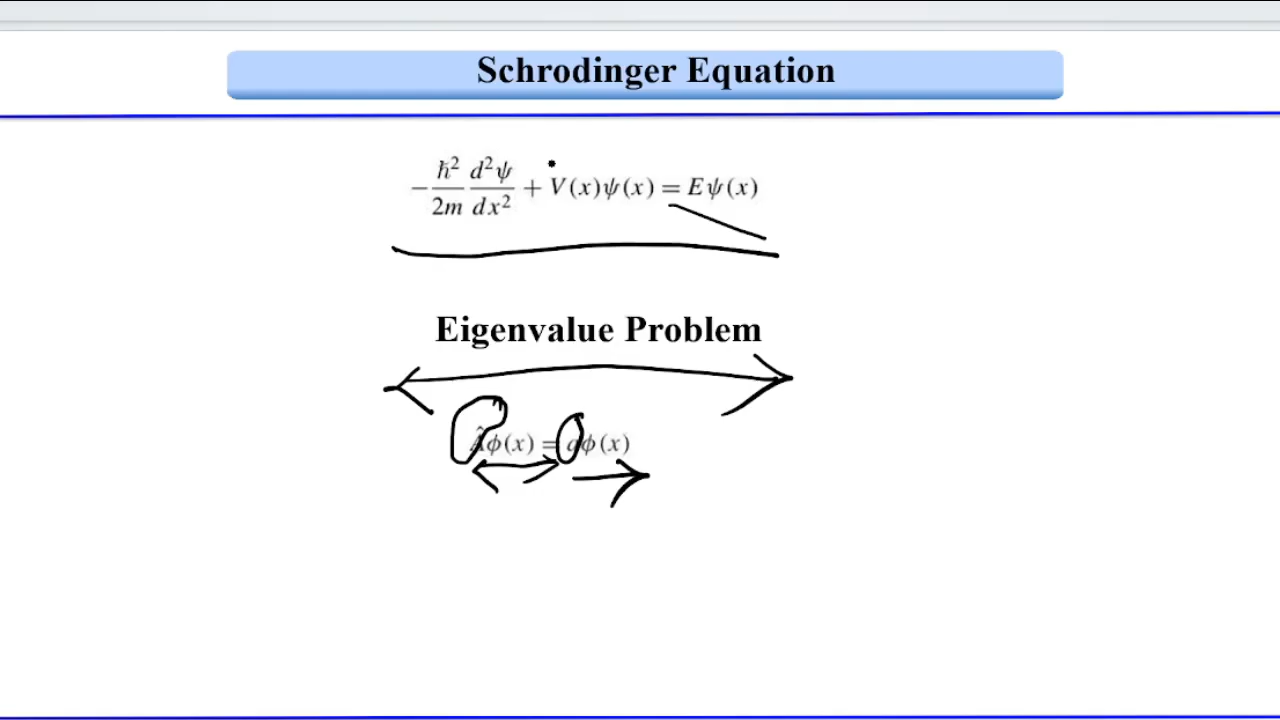 Schrodinger Equation
−ħ²/2m d²ψ/dx² + V(x)ψ(x) = Eψ(x)
Eigenvalue Problem
Âϕ(x) = aϕ(x)